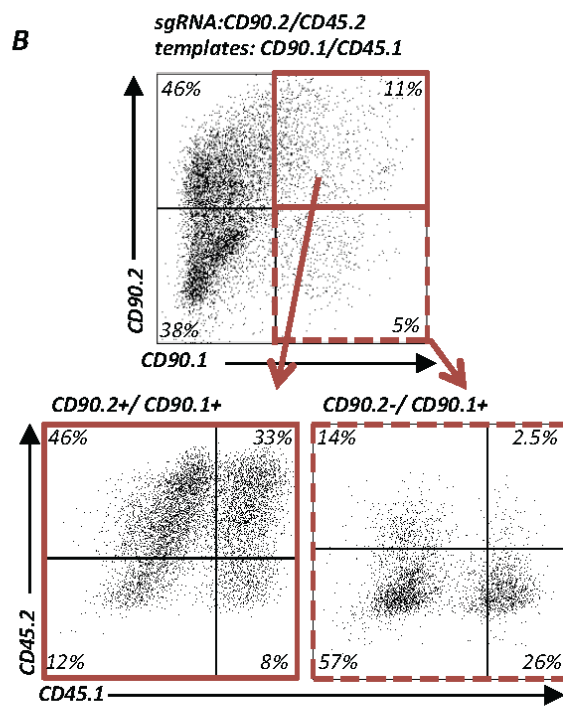 B
sgRNA:CD90.2/CD45.2
templates: CD90.1/CD45.1
46% 11%
CD90.2
38% 5%
CD90.1
CD90.2+/ CD90.1+ CD90.2-/ CD90.1+
46% 33% 14% 2.5%
CD45.2
12% 8% 57% 26%
CD45.1